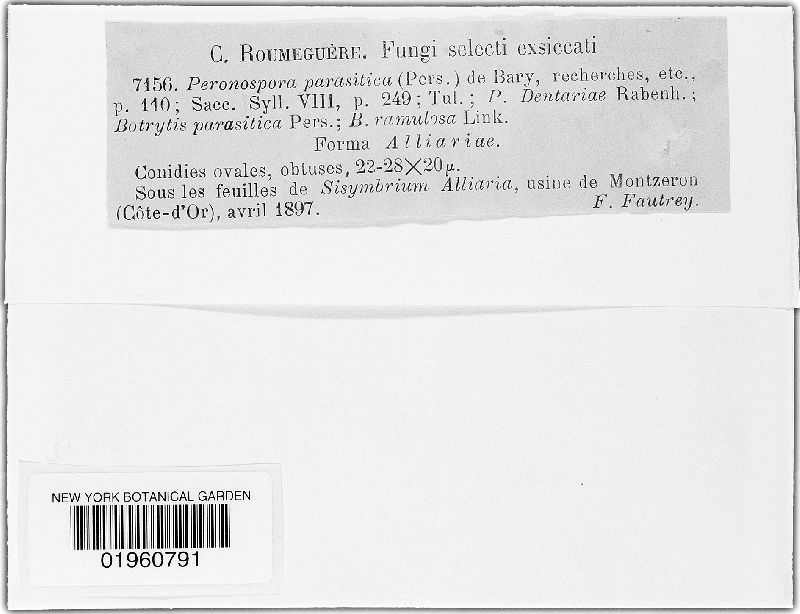 C. ROUMEGUÈRE. Fungi selecti exsiccati
7156. Peronospora parasitica (Pers.) de Bary, recherches, etc.,
p. 110; Sacc. Syll. VIII, p. 249; Tul.; P. Dentariae Rabenh.;
Botrytis parasitica Pers.; B. ramulosa Link.
Forma Alliariae.
Conidies ovales, obtuses, 22-28×20µ.
Sous les feuilles de Sisymbrium Alliaria, usine de Montzeron
(Côte-d'Or), avril 1897. F. Fautrey.
NEW YORK BOTANICAL GARDEN
01960791